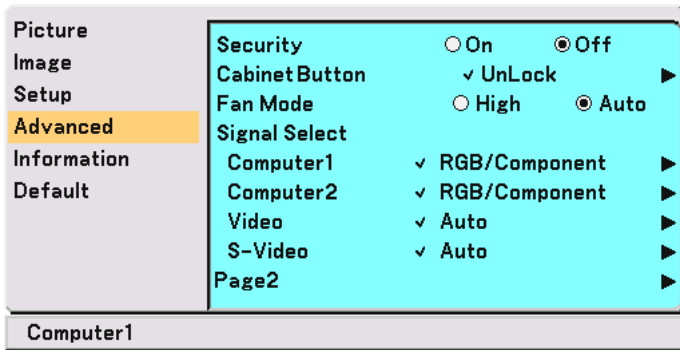 Picture
Image
Setup
Advanced
Information
Default
Security On Off
Cabinet Button ✓ UnLock ▶
Fan Mode High Auto
Signal Select
Computer1 ✓ RGB/Component ▶
Computer2 ✓ RGB/Component ▶
Video ✓ Auto ▶
S-Video ✓ Auto ▶
Page2 ▶
Computer1